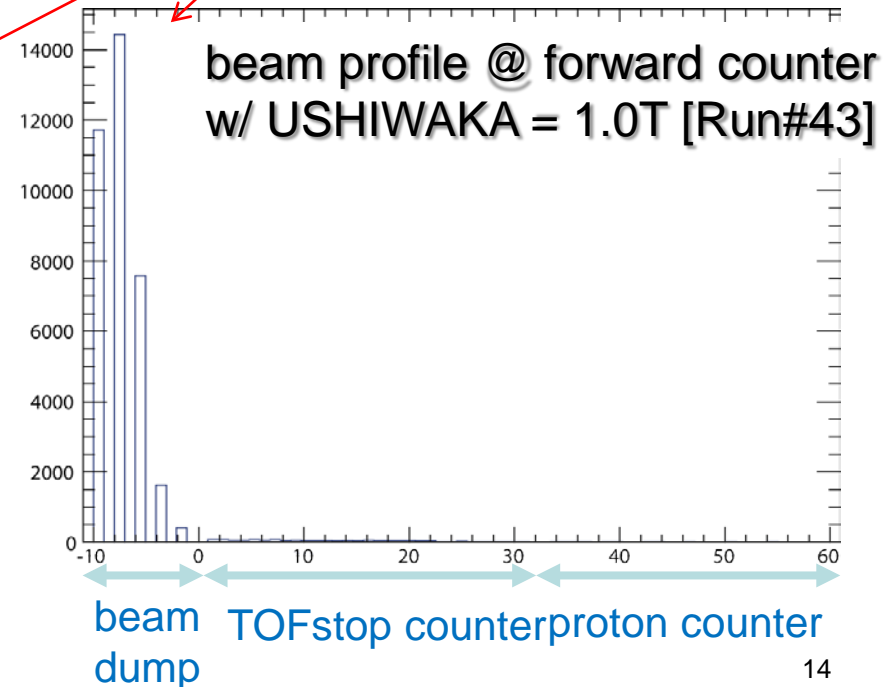 beam profile @ forward counter
w/ USHIWAKA = 1.0T [Run#43]
14000
12000
10000
8000
6000
4000
2000
0
-10 0 10 20 30 40 50 60
beam dump
TOFstop counter
proton counter
14